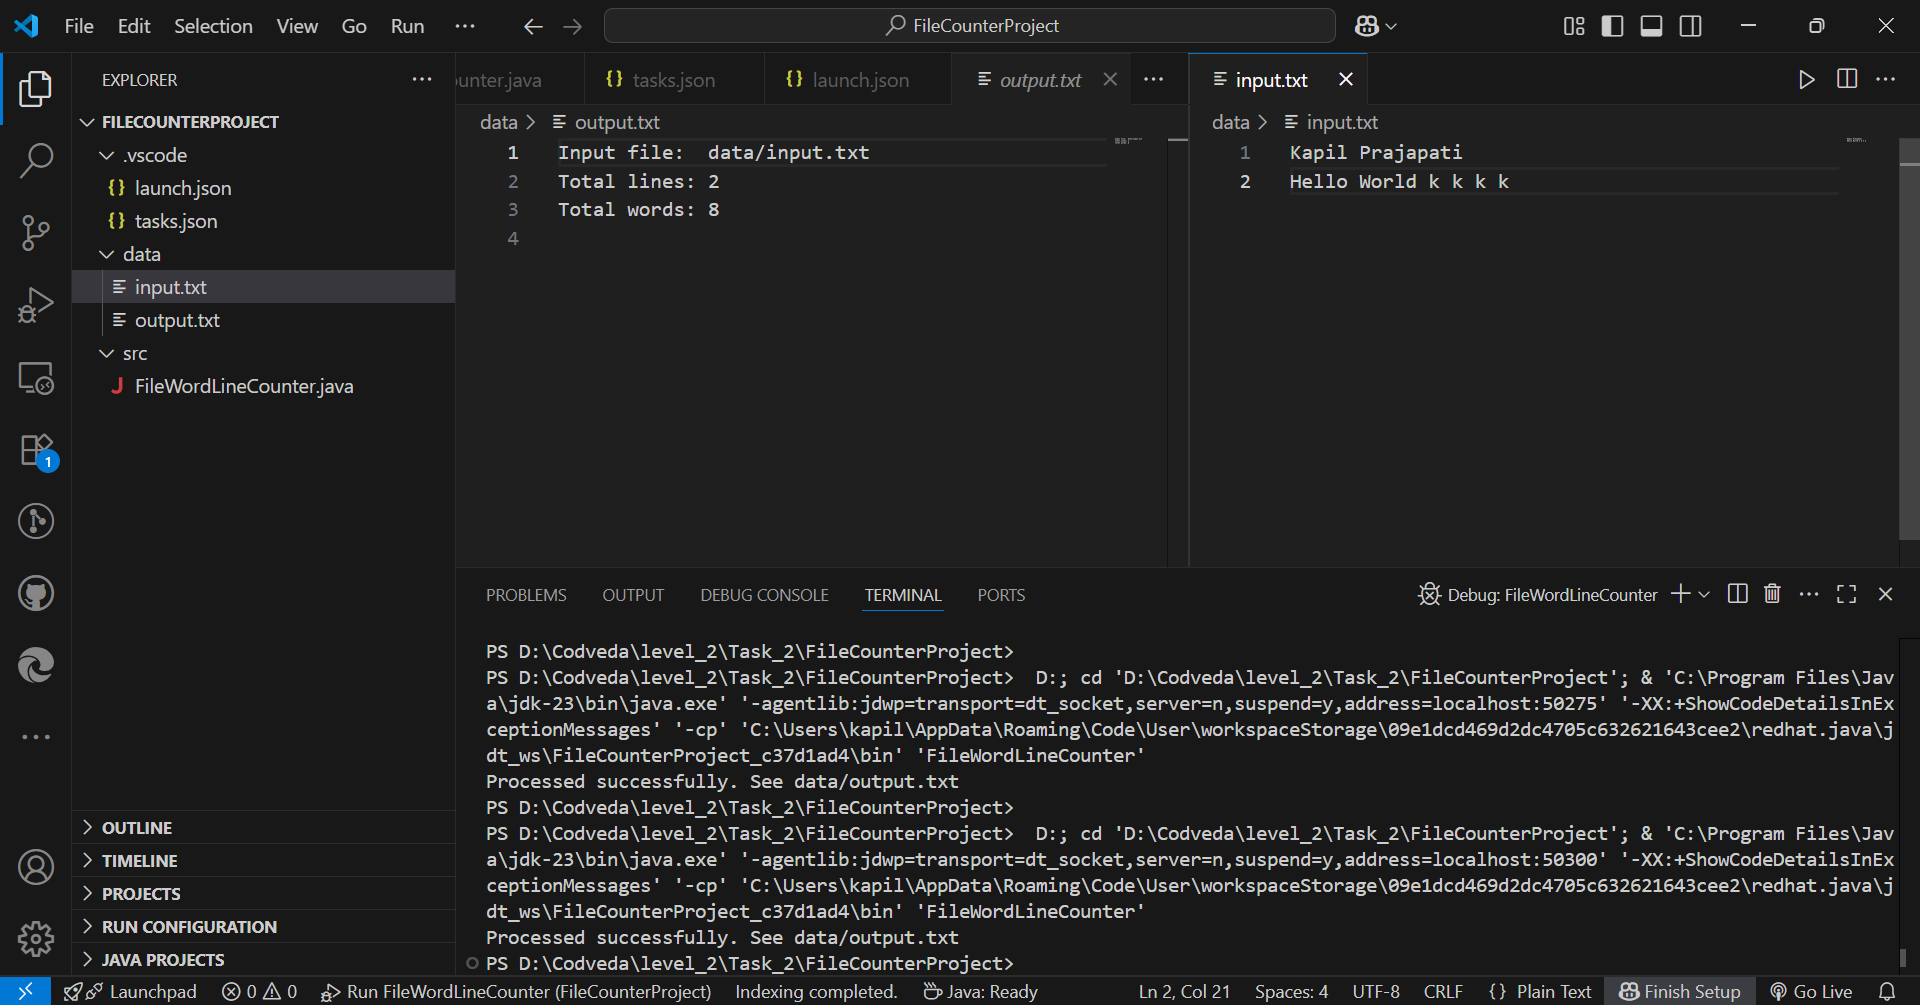 File Edit Selection View Go Run ··· FileCounterProject
EXPLORER ···
FILECOUNTERPROJECT
.vscode
{} launch.json
{} tasks.json
data
input.txt
output.txt
src
J FileWordLineCounter.java
OUTLINE
TIMELINE
PROJECTS
RUN CONFIGURATION
JAVA PROJECTS
1
ounter.java {} tasks.json {} launch.json output.txt ···
data > output.txt
1 Input file:  data/input.txt
2 Total lines: 2
3 Total words: 8
4
input.txt ···
data > input.txt
1 Kapil Prajapati
2 Hello World k k k k
PROBLEMS OUTPUT DEBUG CONSOLE TERMINAL PORTS Debug: FileWordLineCounter ···
PS D:\Codveda\level_2\Task_2\FileCounterProject>
PS D:\Codveda\level_2\Task_2\FileCounterProject>  D:; cd 'D:\Codveda\level_2\Task_2\FileCounterProject'; & 'C:\Program Files\Jav
a\jdk-23\bin\java.exe' '-agentlib:jdwp=transport=dt_socket,server=n,suspend=y,address=localhost:50275' '-XX:+ShowCodeDetailsInEx
ceptionMessages' '-cp' 'C:\Users\kapil\AppData\Roaming\Code\User\workspaceStorage\09e1dcd469d2dc4705c632621643cee2\redhat.java\j
dt_ws\FileCounterProject_c37d1ad4\bin' 'FileWordLineCounter'
Processed successfully. See data/output.txt
PS D:\Codveda\level_2\Task_2\FileCounterProject>
PS D:\Codveda\level_2\Task_2\FileCounterProject>  D:; cd 'D:\Codveda\level_2\Task_2\FileCounterProject'; & 'C:\Program Files\Jav
a\jdk-23\bin\java.exe' '-agentlib:jdwp=transport=dt_socket,server=n,suspend=y,address=localhost:50300' '-XX:+ShowCodeDetailsInEx
ceptionMessages' '-cp' 'C:\Users\kapil\AppData\Roaming\Code\User\workspaceStorage\09e1dcd469d2dc4705c632621643cee2\redhat.java\j
dt_ws\FileCounterProject_c37d1ad4\bin' 'FileWordLineCounter'
Processed successfully. See data/output.txt
PS D:\Codveda\level_2\Task_2\FileCounterProject>
Launchpad 0 0 Run FileWordLineCounter (FileCounterProject) Indexing completed. Java: Ready Ln 2, Col 21 Spaces: 4 UTF-8 CRLF {} Plain Text Finish Setup Go Live